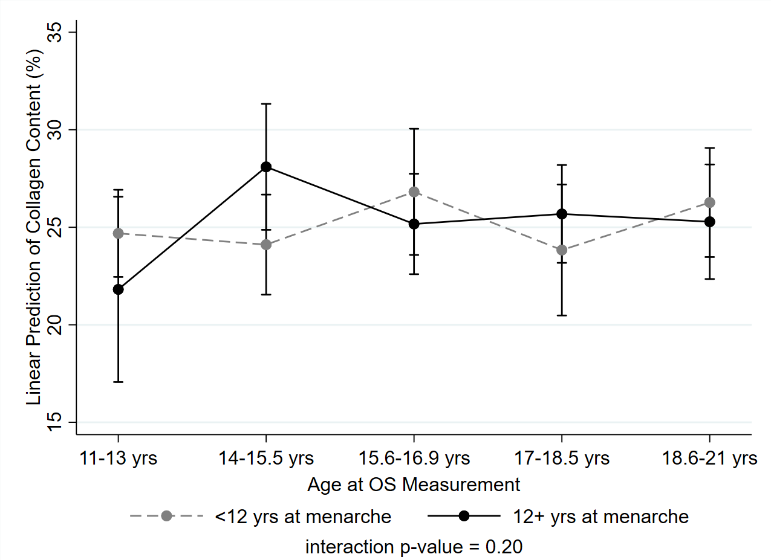 Linear Prediction of Collagen Content (%)
35
30
25
20
15
11-13 yrs
14-15.5 yrs
15.6-16.9 yrs
17-18.5 yrs
18.6-21 yrs
Age at OS Measurement
<12 yrs at menarche
12+ yrs at menarche
interaction p-value = 0.20